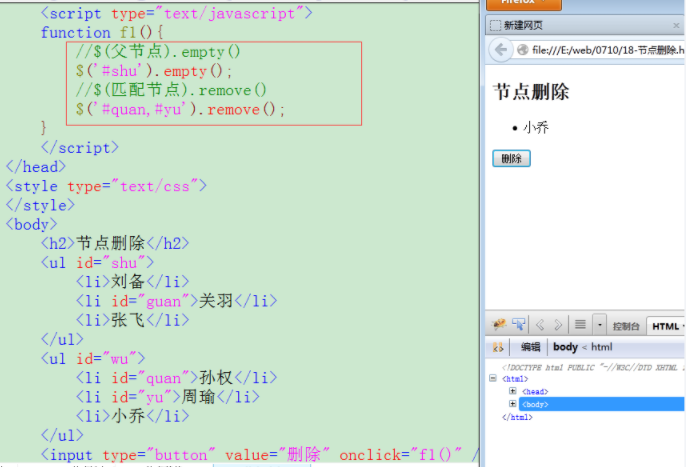 <script type="text/javascript">
function f1(){
//$(父节点).empty()
$('#shu').empty();
//$(匹配节点).remove()
$('#quan,#yu').remove();
}
</script>
</head>
<style type="text/css">
</style>
<body>
<h2>节点删除</h2>
<ul id="shu">
<li>刘备</li>
<li id="guan">关羽</li>
<li>张飞</li>
</ul>
<ul id="wu">
<li id="quan">孙权</li>
<li id="yu">周瑜</li>
<li>小乔</li>
</ul>
<input type="button" value="删除" onclick="f1()" /
Firefox
新建网页
file:///E:/web/0710/18-节点删除.h
节点删除
• 小乔
删除
控制台 HTML
编辑 body < html
<!DOCTYPE html PUBLIC "-//W3C//DTD XHTML
<html>
<head>
<body>
</html>